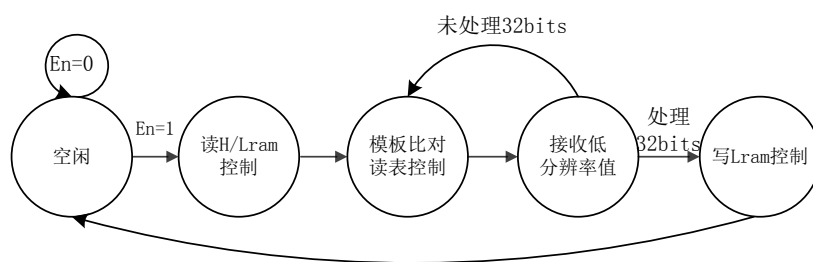 未处理32bits
En=0
En=1
空闲
读H/Lram
控制
模板比对
读表控制
接收低
分辨率值
处理
32bits
写Lram控制